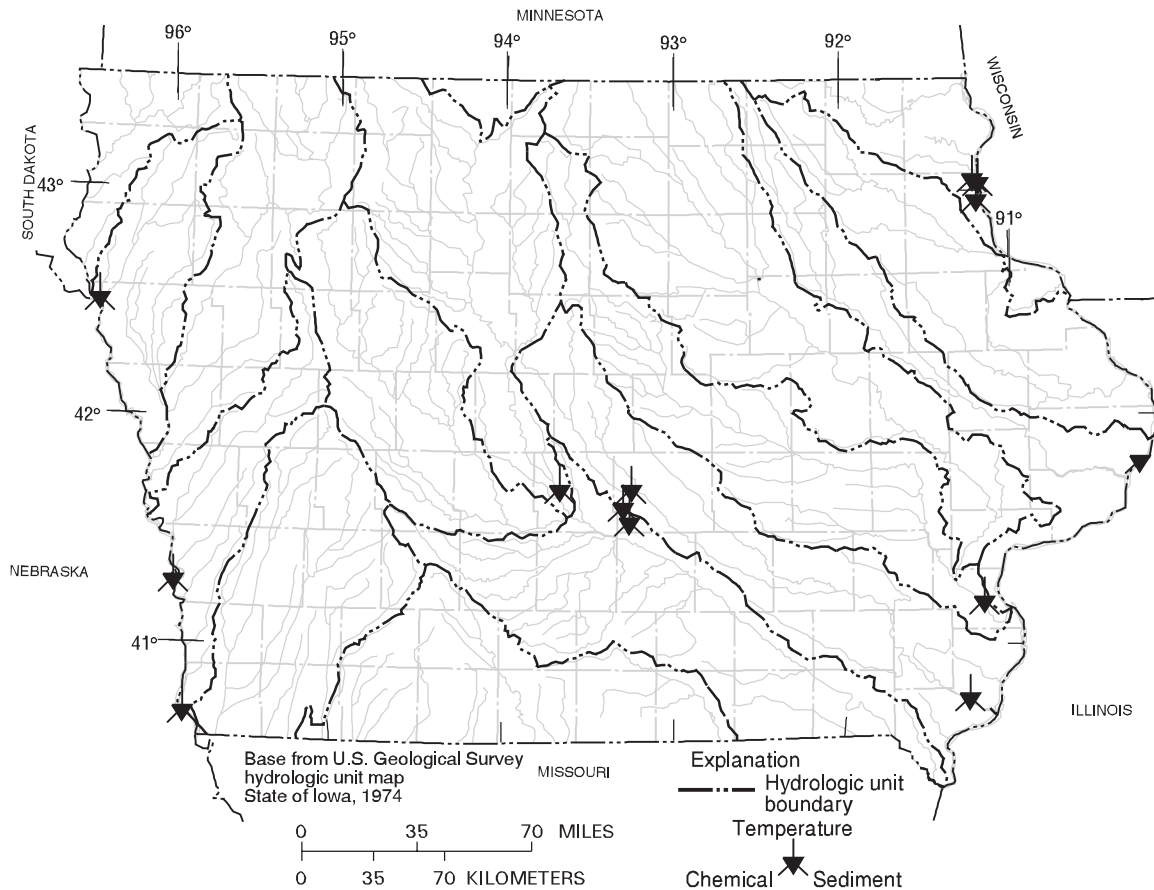 MINNESOTA
96° 95° 94° 93° 92°
WISCONSIN
SOUTH DAKOTA
43°
91°
42°
NEBRASKA
41°
ILLINOIS
Base from U.S. Geological Survey
hydrologic unit map
State of Iowa, 1974
MISSOURI
Explanation
Hydrologic unit
boundary
Temperature
Chemical Sediment
0 35 70 MILES
0 35 70 KILOMETERS